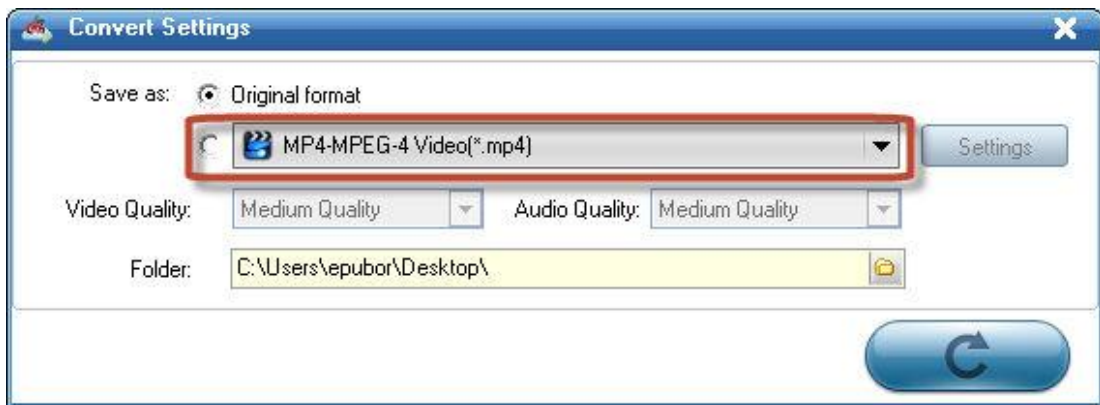 Convert Settings
Save as: Original format
MP4-MPEG-4 Video(*.mp4) Settings
Video Quality: Medium Quality Audio Quality: Medium Quality
Folder: C:\Users\epubor\Desktop\